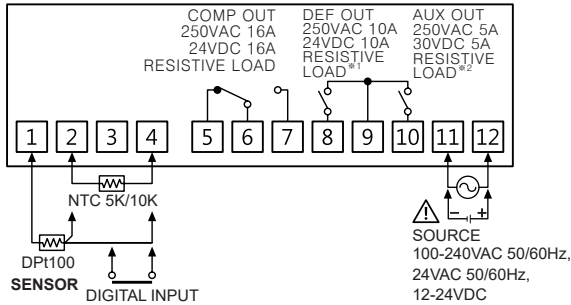 COMP OUT
250VAC 16A
24VDC 16A
RESISTIVE LOAD
DEF OUT
250VAC 10A
24VDC 10A
RESISTIVE
LOAD※1
AUX OUT
250VAC 5A
30VDC 5A
RESISTIVE
LOAD※2
1 2 3 4 5 6 7 8 9 10 11 12
NTC 5K/10K
DPt100
SENSOR
DIGITAL INPUT
− +
SOURCE
100-240VAC 50/60Hz,
24VAC 50/60Hz,
12-24VDC